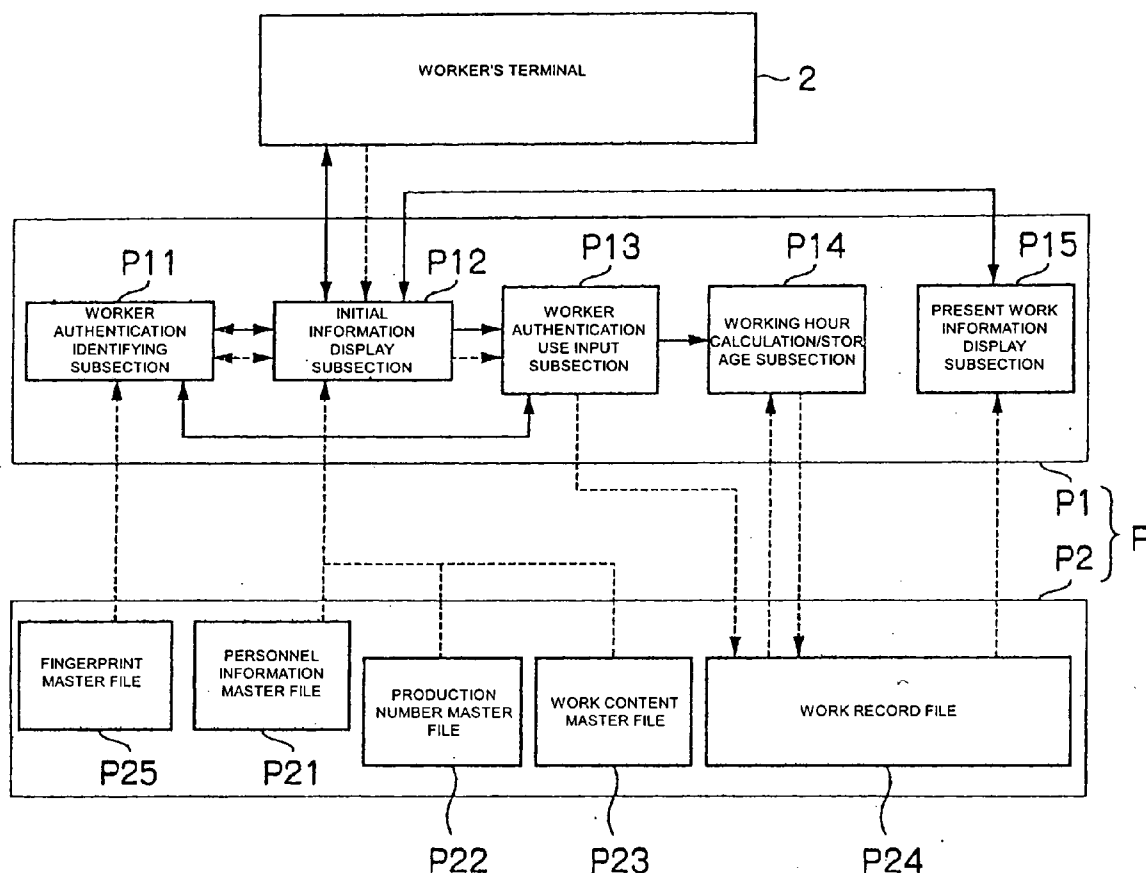 WORKER'S TERMINAL
2
P11
P12
P13
P14
P15
WORKER
AUTHENTICATION
IDENTIFYING
SUBSECTION
INITIAL
INFORMATION
DISPLAY
SUBSECTION
WORKER
AUTHENTICATION
USE INPUT
SUBSECTION
WORKING HOUR
CALCULATION/STOR
AGE SUBSECTION
PRESENT WORK
INFORMATION
DISPLAY
SUBSECTION
P1
P2
P
FINGERPRINT
MASTER FILE
PERSONNEL
INFORMATION
MASTER FILE
PRODUCTION
NUMBER MASTER
FILE
WORK CONTENT
MASTER FILE
WORK RECORD FILE
P25
P21
P22
P23
P24